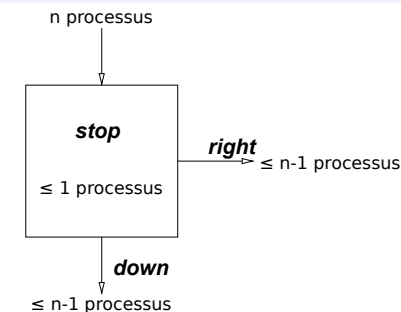 n processus
stop
right
≤ n-1 processus
≤ 1 processus
down
≤ n-1 processus